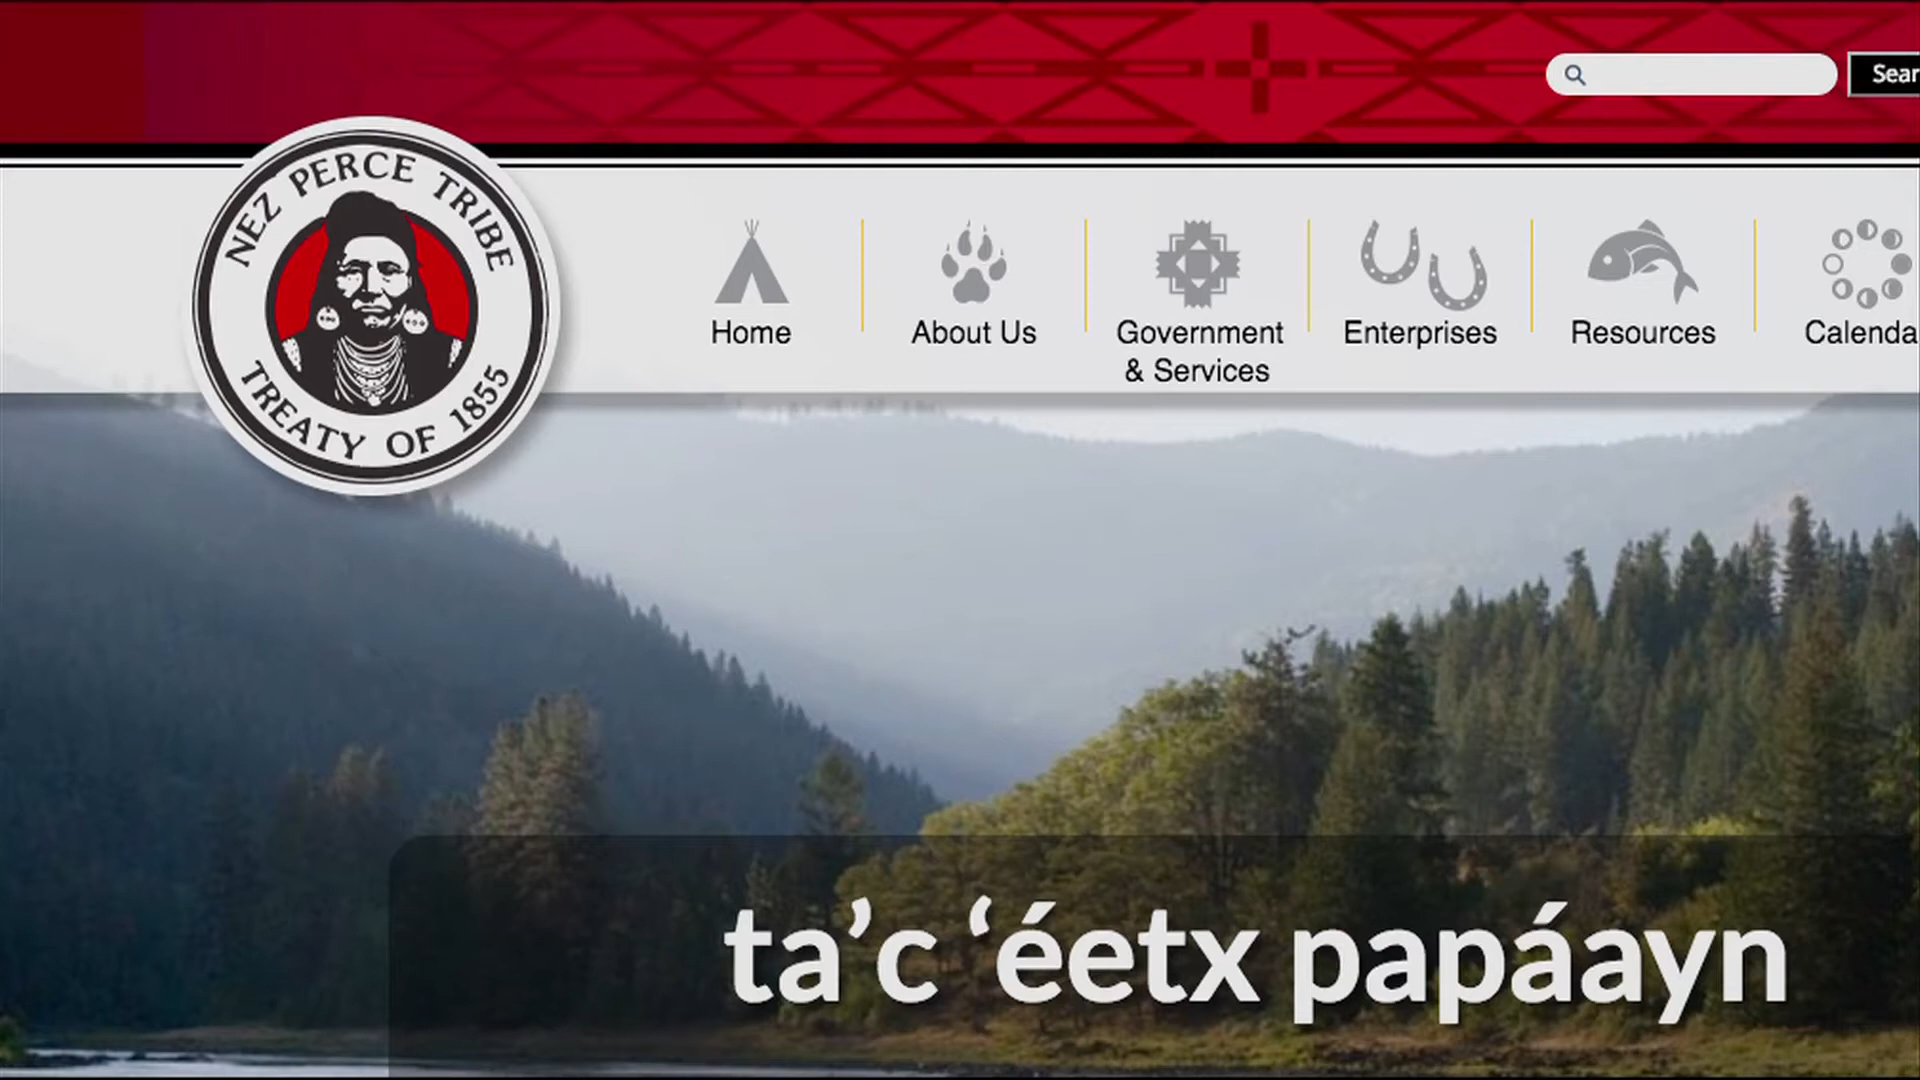 Sear
NEZ PERCE TRIBE
TREATY OF 1855
Home
About Us
Government
& Services
Enterprises
Resources
Calenda
ta’c ‘éetx papáayn